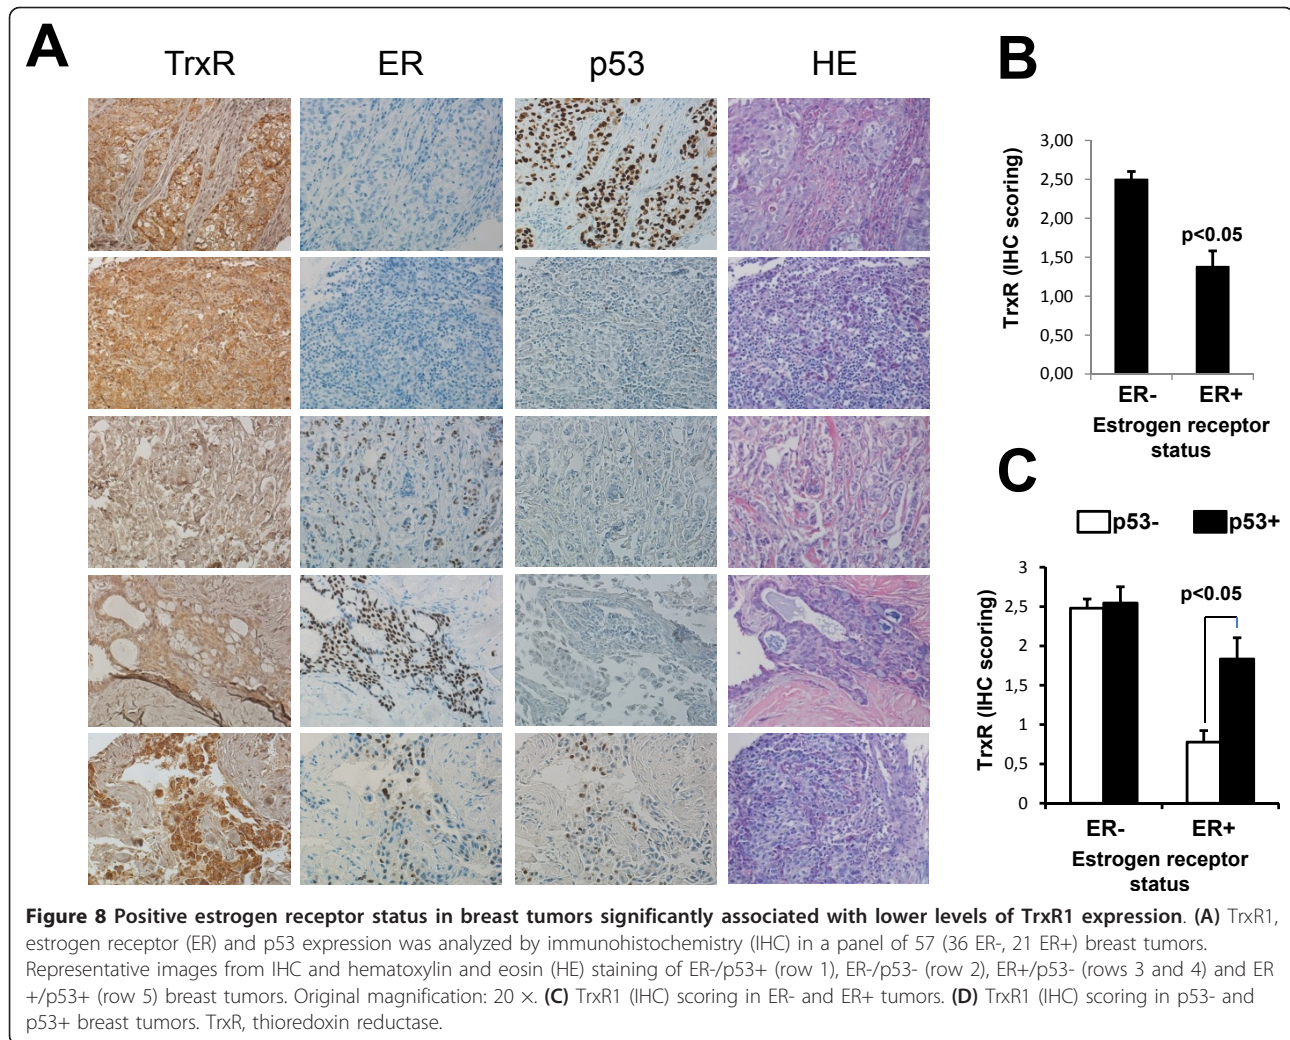 A
TrxR ER p53 HE
B
3,00
2,50
2,00
1,50
1,00
0,50
0,00
TrxR (IHC scoring)
p<0.05
ER- ER+
Estrogen receptor
status
C
p53- p53+
3
2,5
2
1,5
1
0,5
0
TrxR (IHC scoring)
p<0.05
ER- ER+
Estrogen receptor
status
Figure 8 Positive estrogen receptor status in breast tumors significantly associated with lower levels of TrxR1 expression. (A) TrxR1,
estrogen receptor (ER) and p53 expression was analyzed by immunohistochemistry (IHC) in a panel of 57 (36 ER-, 21 ER+) breast tumors.
Representative images from IHC and hematoxylin and eosin (HE) staining of ER-/p53+ (row 1), ER-/p53- (row 2), ER+/p53- (rows 3 and 4) and ER
+/p53+ (row 5) breast tumors. Original magnification: 20 ×. (C) TrxR1 (IHC) scoring in ER- and ER+ tumors. (D) TrxR1 (IHC) scoring in p53- and
p53+ breast tumors. TrxR, thioredoxin reductase.